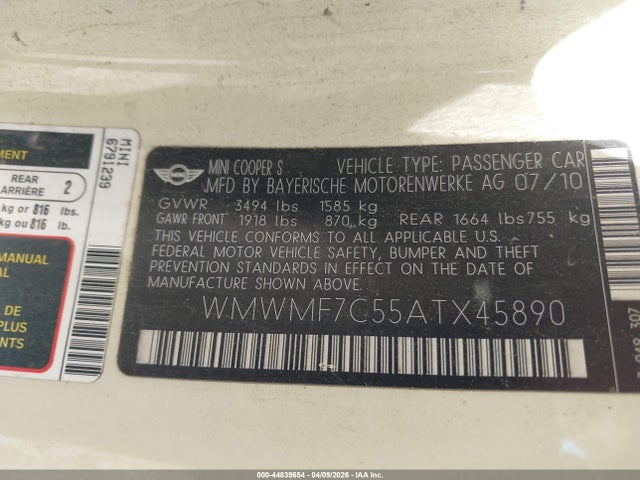 MINI
6791239
EMENT
REAR
ARRIÈRE
2
kg or 816 lbs.
kg ou 816 lb.
MANUAL
DE
PLUS
MENTS
MINI
MINI COOPER S VEHICLE TYPE: PASSENGER CAR
MFD BY BAYERISCHE MOTORENWERKE AG 07/10
GVWR 3494 lbs 1585 kg
GAWR FRONT 1918 lbs 870 kg REAR 1664 lbs 755 kg
THIS VEHICLE CONFORMS TO ALL APPLICABLE U.S.
FEDERAL MOTOR VEHICLE SAFETY, BUMPER AND THEFT
PREVENTION STANDARDS IN EFFECT ON THE DATE OF
MANUFACTURE SHOWN ABOVE.
WMWMF7C55ATX45890
000-44839654 | 04/09/2026 | IAA Inc.